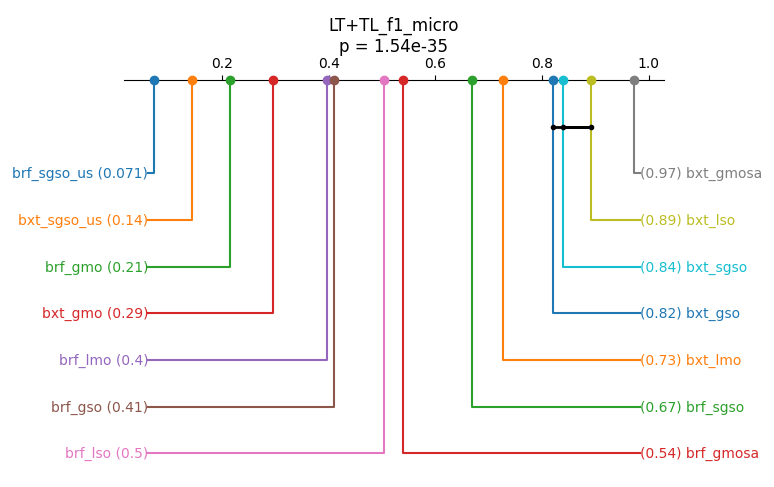 LT+TL_f1_micro
p = 1.54e-35
0.2 0.4 0.6 0.8 1.0
brf_sgso_us (0.071) (0.97) bxt_gmosa
bxt_sgso_us (0.14) (0.89) bxt_lso
brf_gmo (0.21) (0.84) bxt_sgso
bxt_gmo (0.29) (0.82) bxt_gso
brf_lmo (0.4) (0.73) bxt_lmo
brf_gso (0.41) (0.67) brf_sgso
brf_lso (0.5) (0.54) brf_gmosa